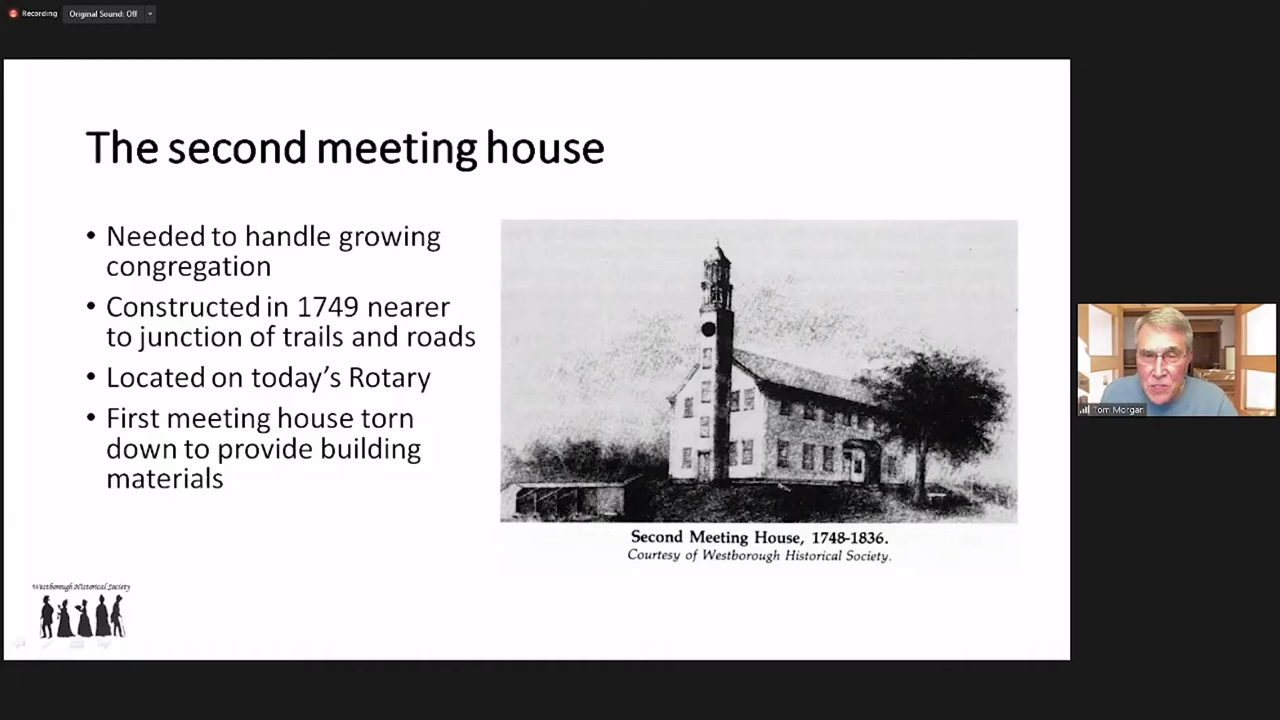 Recording
Original Sound: Off
The second meeting house
• Needed to handle growing
congregation
• Constructed in 1749 nearer
to junction of trails and roads
• Located on today’s Rotary
• First meeting house torn
down to provide building
materials
Second Meeting House, 1748-1836.
Courtesy of Westborough Historical Society.
Westborough Historical Society
Tom Morgan